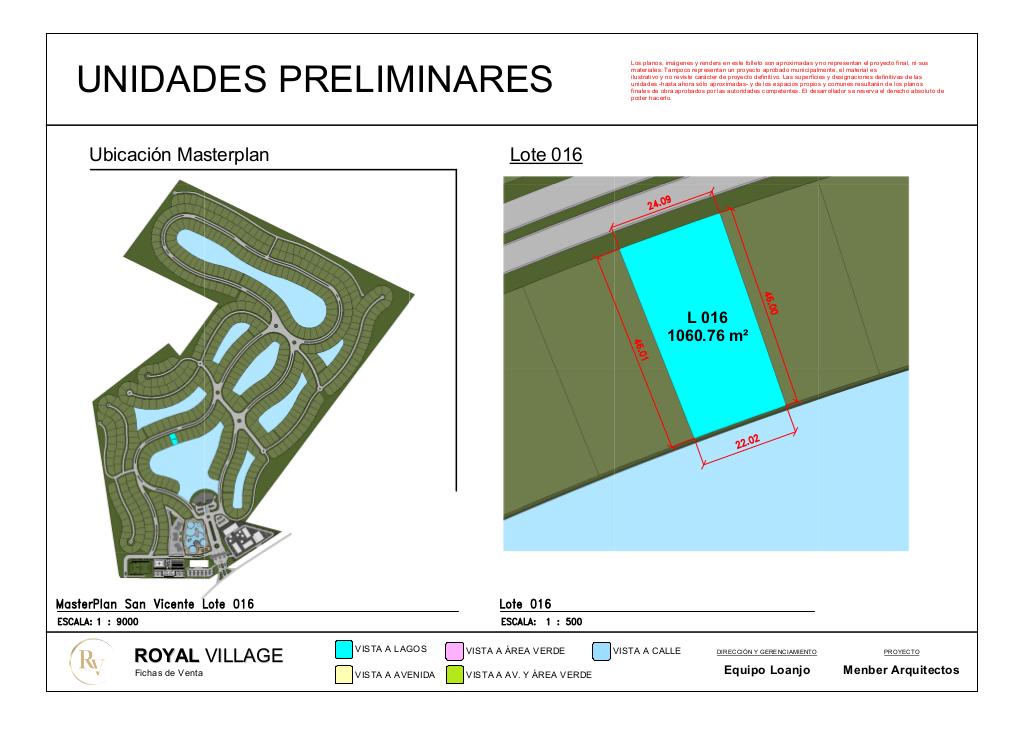 UNIDADES PRELIMINARES
Los planos, imágenes y renders en este folleto son aproximadas y no representan el proyecto final, ni sus
materiales. Tampoco representan un proyecto aprobado municipalmente, el material es
ilustrativo y no reviste carácter de proyecto definitivo. Las superficies y designaciones definitivas de las
unidades -hasta ahora sólo aproximadas- y de los espacios propios y comunes resultarán de los planos
finales de obra aprobados por las autoridades competentes. El desarrollador se reserva el derecho absoluto de
poder hacerlo.
Ubicación Masterplan
Lote 016
24.09
46.00
L 016
1060.76 m²
46.01
22.02
MasterPlan San Vicente Lote 016
ESCALA: 1 : 9000
Lote 016
ESCALA: 1 : 500
RV
ROYAL VILLAGE
Fichas de Venta
VISTA A LAGOS
VISTA A ÁREA VERDE
VISTA A CALLE
VISTA A AVENIDA
VISTA A AV. Y ÁREA VERDE
DIRECCIÓN Y GERENCIAMIENTO
Equipo Loanjo
PROYECTO
Menber Arquitectos